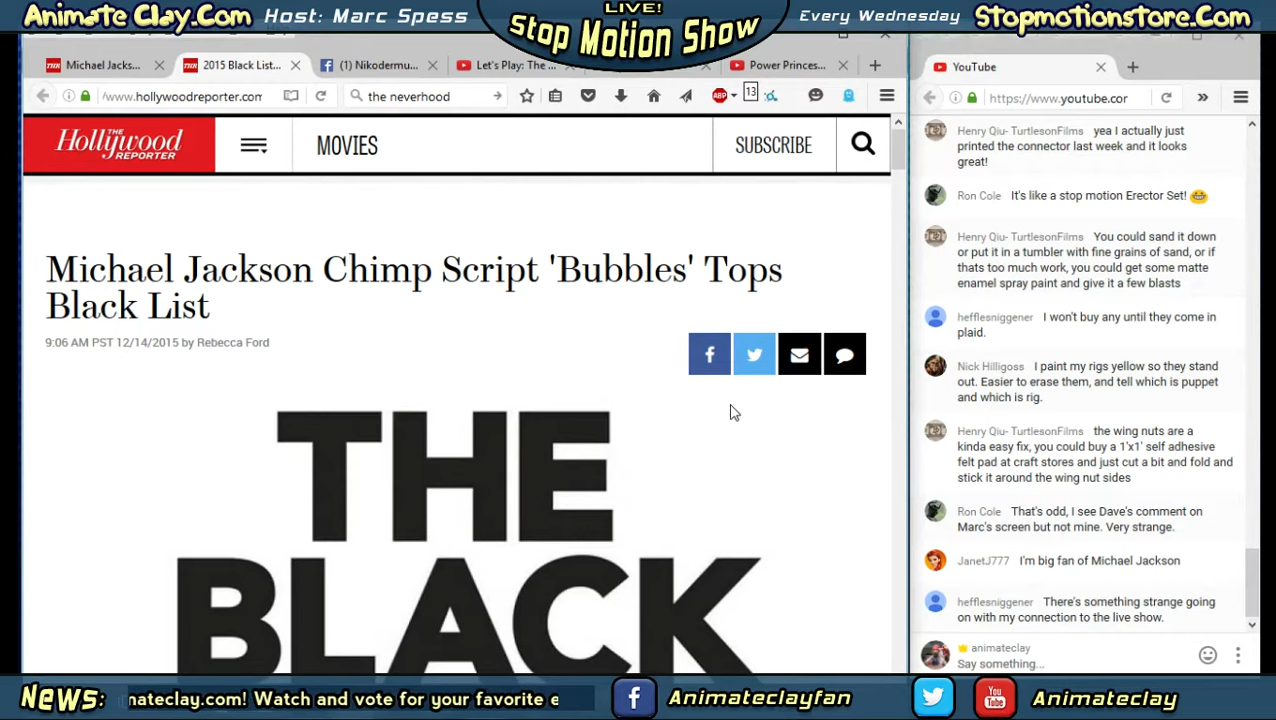 Animate Clay.Com
Host: Marc Spess
LIVE!
Stop Motion Show
Every Wednesday
Stopmotionstore.Com
Michael Jacks...
2015 Black List...
(1) Nikodermu...
Let's Play: The ...
Power Princes...
YouTube
/www.hollywoodreporter.com
the neverhood
ABP
13
https://www.youtube.cor
THE
Hollywood
REPORTER
MOVIES
SUBSCRIBE
Michael Jackson Chimp Script 'Bubbles' Tops
Black List
9:06 AM PST 12/14/2015 by Rebecca Ford
THE
BLACK
Henry Qiu- TurtlesonFilms yea I actually just
printed the connector last week and it looks
great!
Ron Cole It's like a stop motion Erector Set!
Henry Qiu- TurtlesonFilms You could sand it down
or put it in a tumbler with fine grains of sand, or if
thats too much work, you could get some matte
enamel spray paint and give it a few blasts
hefflesniggener I won't buy any until they come in
plaid.
Nick Hilligoss I paint my rigs yellow so they stand
out. Easier to erase them, and tell which is puppet
and which is rig.
Henry Qiu- TurtlesonFilms the wing nuts are a
kinda easy fix, you could buy a 1'x1' self adhesive
felt pad at craft stores and just cut a bit and fold and
stick it around the wing nut sides
Ron Cole That's odd, I see Dave's comment on
Marc's screen but not mine. Very strange.
JanetJ777 I'm big fan of Michael Jackson
hefflesniggener There's something strange going
on with my connection to the live show.
animateclay
Say something...
News:
mateclay.com! Watch and vote for your favorite e
Animateclayfan
You
Tube
Animateclay